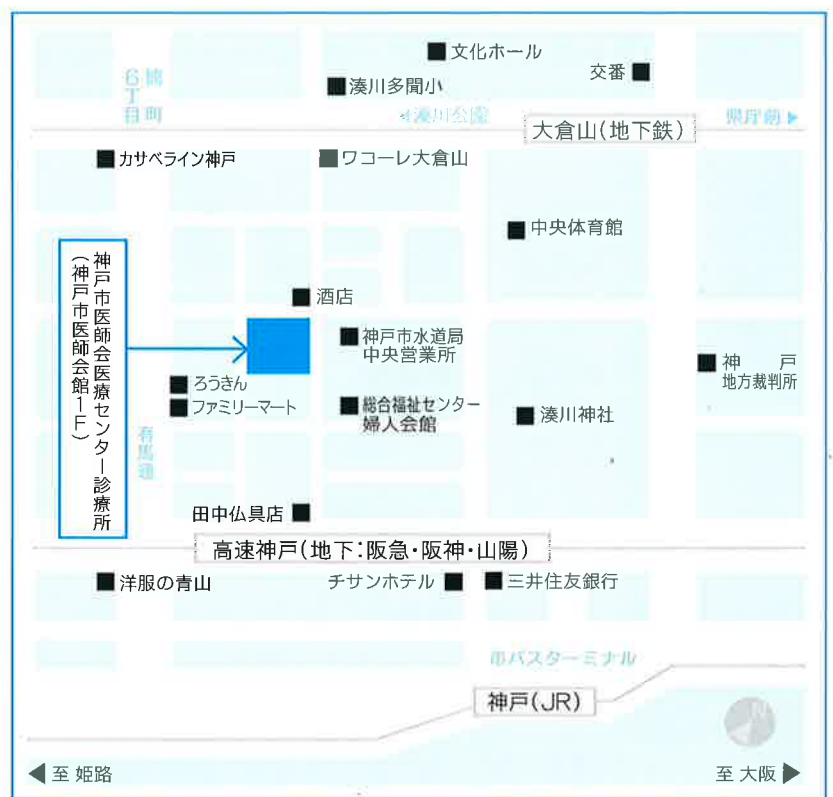 文化ホール
交番
湊川多聞小
橘町
6丁目
◀湊川公園
大倉山(地下鉄)
県庁前▶
カサベライン神戸
ワコーレ大倉山
中央体育館
神戸市医師会医療センター診療所
(神戸市医師会館1F)
酒店
神戸市水道局
中央営業所
神 戸
地方裁判所
ろうきん
ファミリーマート
総合福祉センター
婦人会館
湊川神社
有馬道
田中仏具店
高速神戸(地下:阪急・阪神・山陽)
洋服の青山
チサンホテル
三井住友銀行
市バスターミナル
神戸(JR)
N
◀至 姫路
至 大阪▶